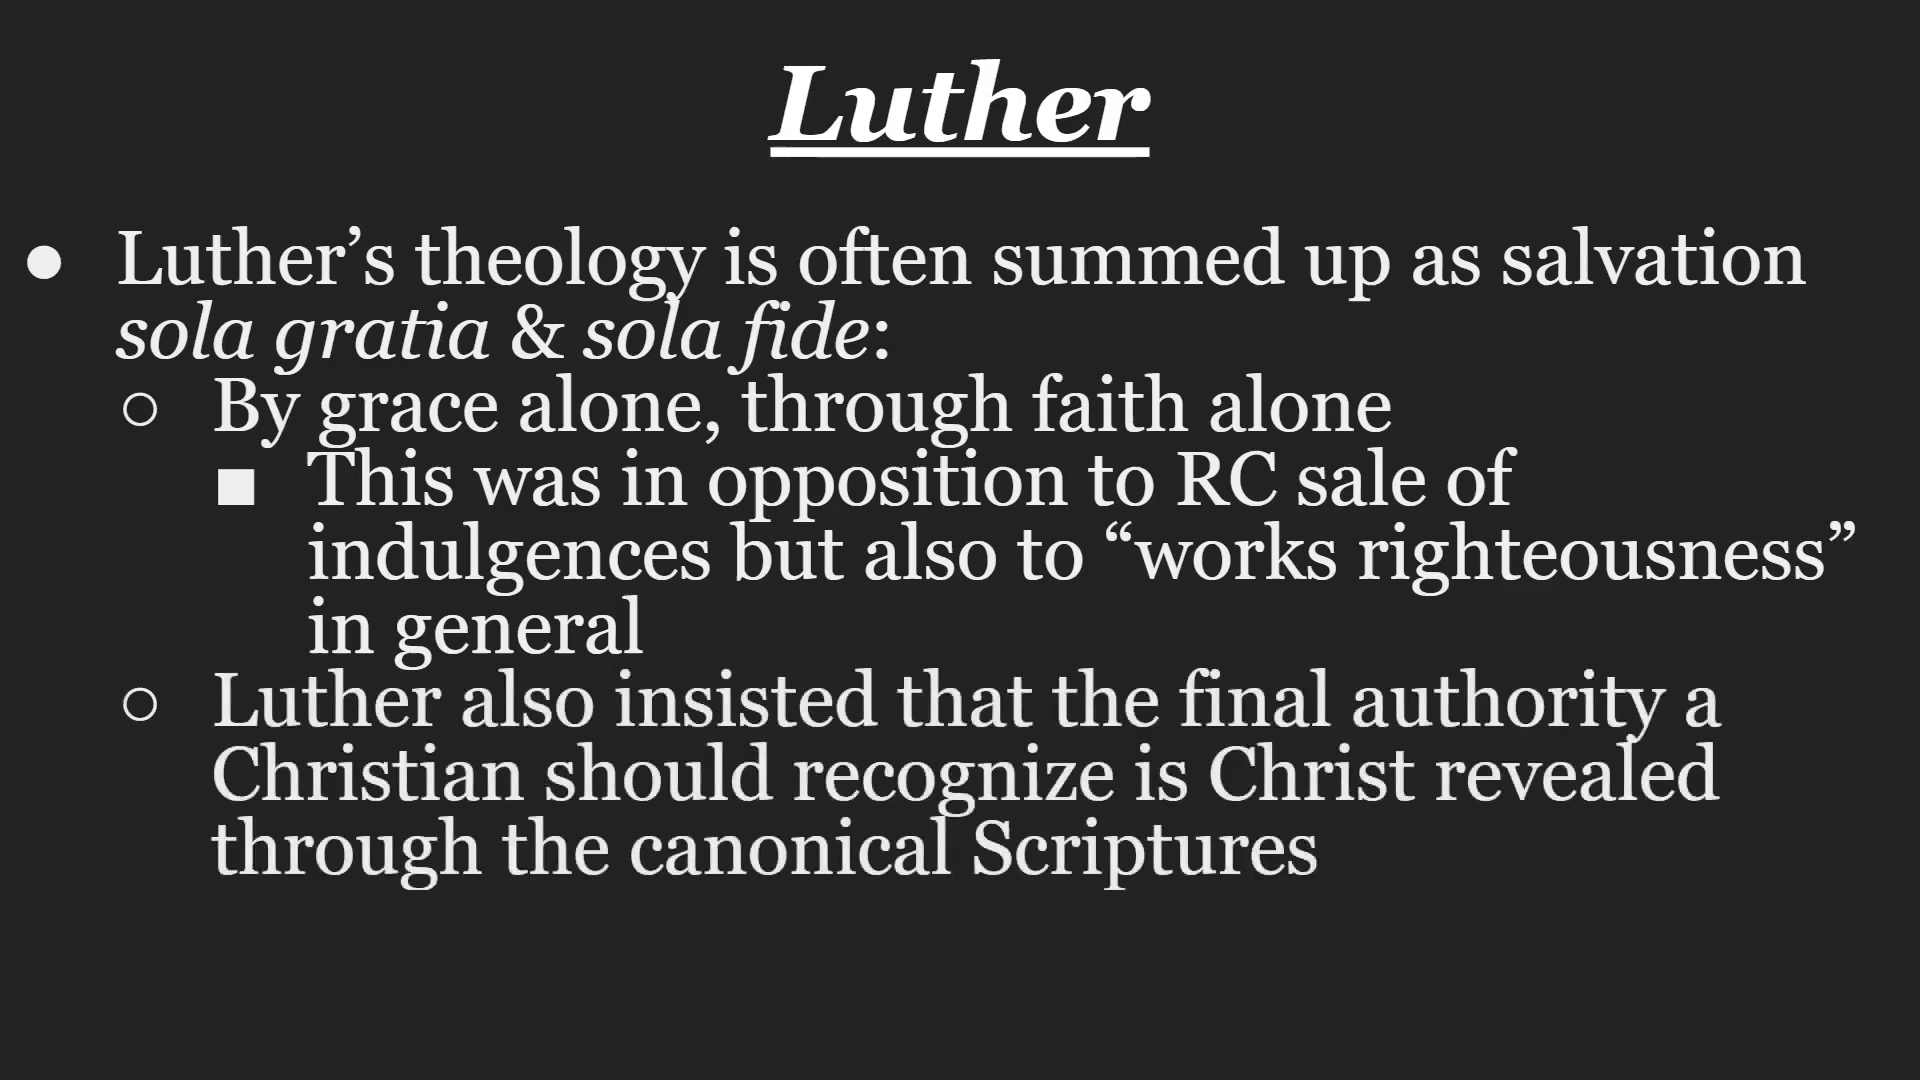 Luther
● Luther’s theology is often summed up as salvation
sola gratia & sola fide:
○ By grace alone, through faith alone
■ This was in opposition to RC sale of
indulgences but also to “works righteousness”
in general
○ Luther also insisted that the final authority a
Christian should recognize is Christ revealed
through the canonical Scriptures